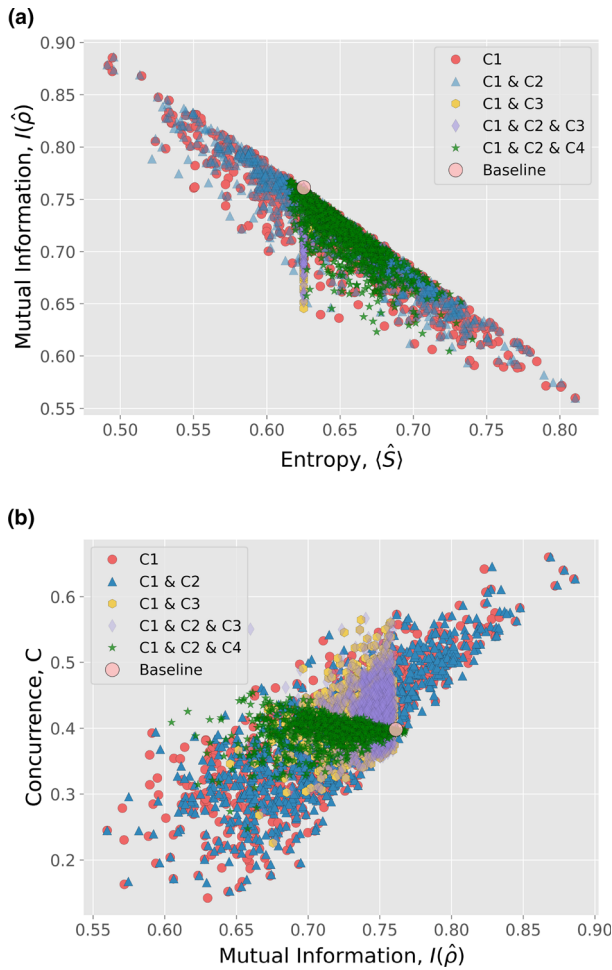 (a)
0.90
0.85
0.80
0.75
0.70
0.65
0.60
0.55
Mutual Information, I(ρ̂)
C1
C1 & C2
C1 & C3
C1 & C2 & C3
C1 & C2 & C4
Baseline
0.50 0.55 0.60 0.65 0.70 0.75 0.80
Entropy, ⟨Ŝ⟩
(b)
0.6
0.5
0.4
0.3
0.2
Concurrence, C
C1
C1 & C2
C1 & C3
C1 & C2 & C3
C1 & C2 & C4
Baseline
0.55 0.60 0.65 0.70 0.75 0.80 0.85 0.90
Mutual Information, I(ρ̂)